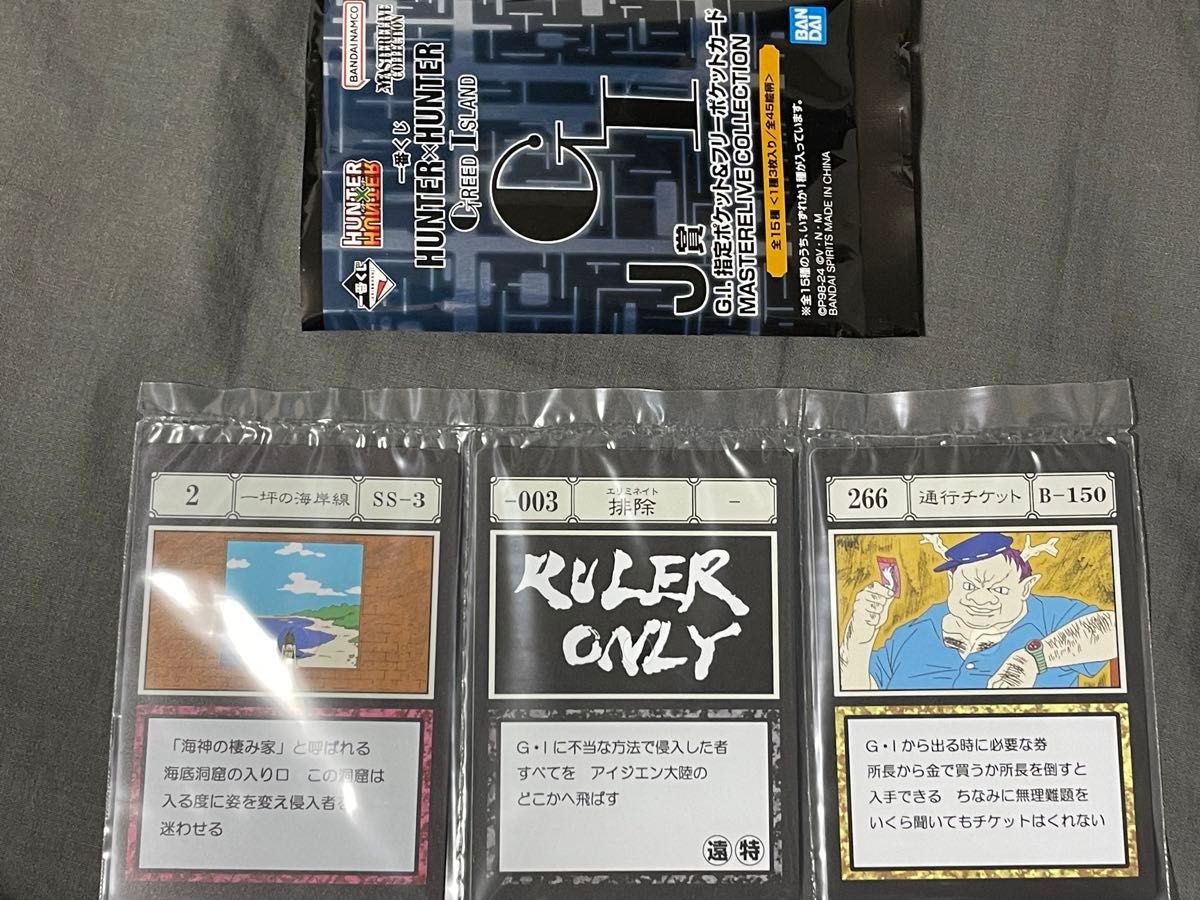 BANDAI NAMCO
MASTERLIVE
COLLECTION
HUNTER×HUNTER
一番くじ
一番くじ
HUNTER×HUNTER
GREED ISLAND
GI
J賞
G.I.指定ポケット&フリーポケットカード
MASTERELIVE COLLECTION
全15種<1種3枚入り/全45絵柄>
※全15種のうち、いずれか1種が入っています。
©P98-24 ©V・N・M
BANDAI SPIRITS MADE IN CHINA
BAN
DAI
2 一坪の海岸線 SS-3
「海神の棲み家」と呼ばれる
海底洞窟の入り口 この洞窟は
入る度に姿を変え侵入者を
迷わせる
-003 エリミネイト 排除 -
RULER
ONLY
G・Iに不当な方法で侵入した者
すべてを アイジエン大陸の
どこかへ飛ばす
遠 特
266 通行チケット B-150
G・Iから出る時に必要な券
所長から金で買うか所長を倒すと
入手できる ちなみに無理難題を
いくら聞いてもチケットはくれない